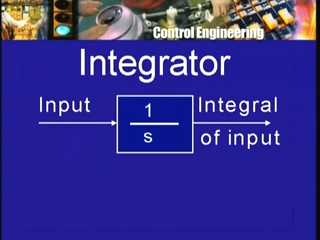 Control Engineering
Integrator
Input
1
s
Integral
of input